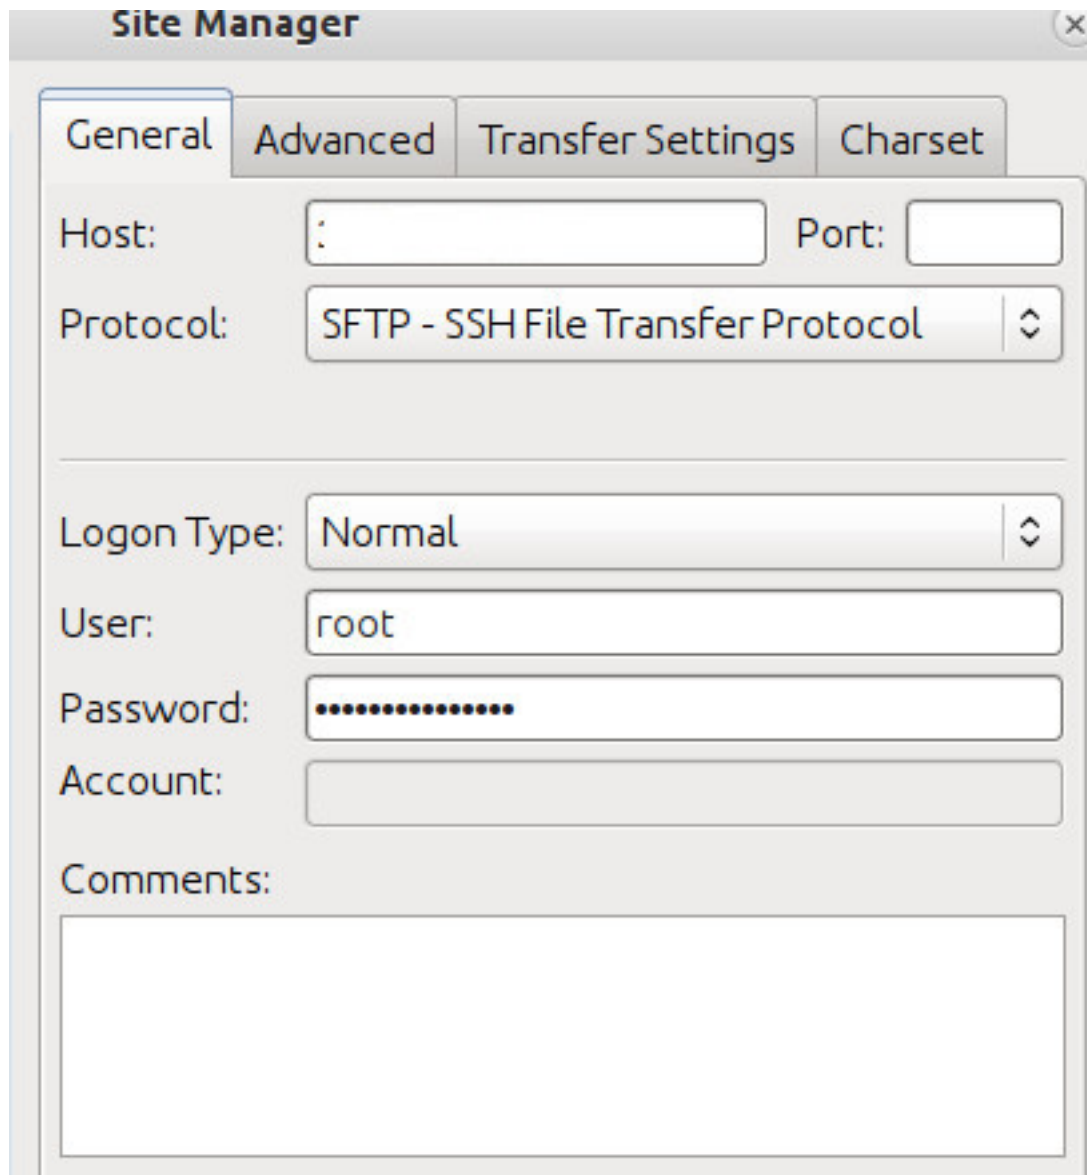 Site Manager
General Advanced Transfer Settings Charset
Host: Port:
Protocol: SFTP - SSH File Transfer Protocol
Logon Type: Normal
User: root
Password: •••••••••••••••
Account:
Comments: